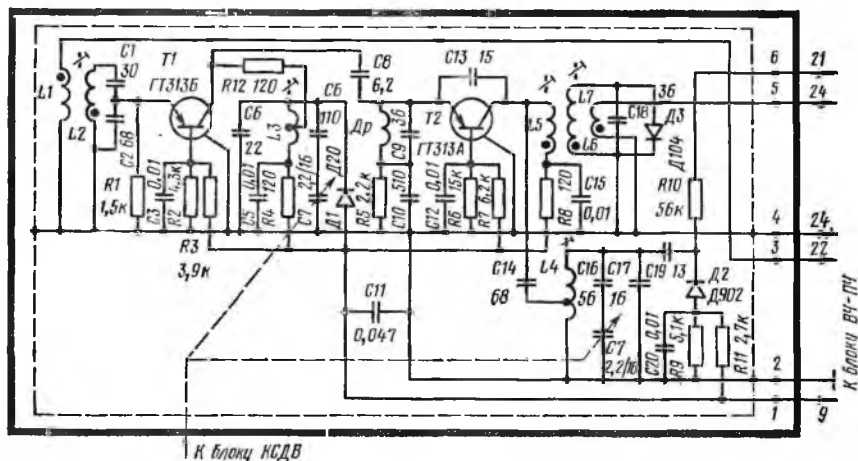 L1
L2
C1
30
C2 68
R1
1,5к
T1
ГТ313Б
C3 0,01
R2 4,3к
R3
3,9к
R12 120
C6
22
L3
C5 0,01
R4 120
C6
110
C7 22/16
Д20
Д1
C8
6,2
Др
R5 2,2к
C9 36
C10 510
C11
0,047
C13 15
T2
ГТ313А
C12 0,01
R6 15к
R7 6,2к
L5
R8 120
C15
0,01
L7
L6
C18
36
Д3
Д104
R10
56к
C14
68
L4
C16
56
C17
16
C19 13
C7
2,2/16
Д2
Д902
C20 0,01
R9 5,1к
R11 2,7к
6 21
5 24
4 24
3 22
2
1 9
К блоку ВЧ-ПЧ
К блоку КСДВ